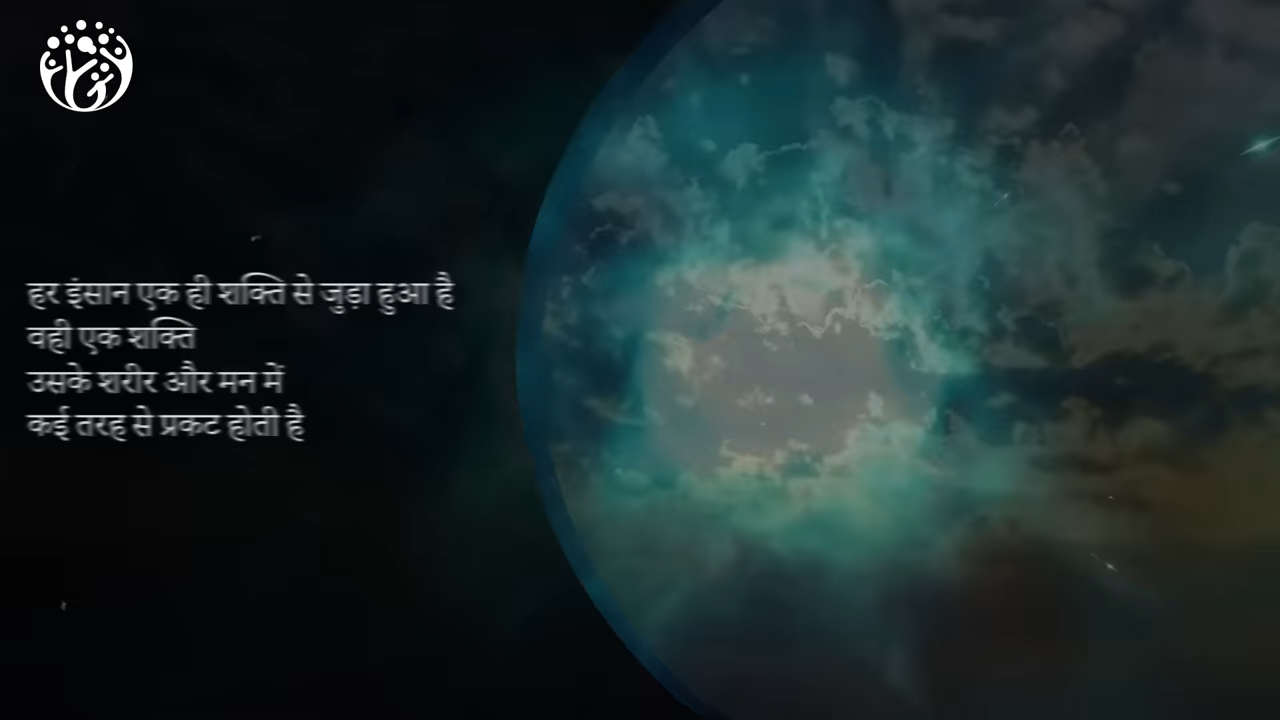 हर इंसान एक ही शक्ति से जुड़ा हुआ है
वही एक शक्ति
उसके शरीर और मन में
कई तरह से प्रकट होती है